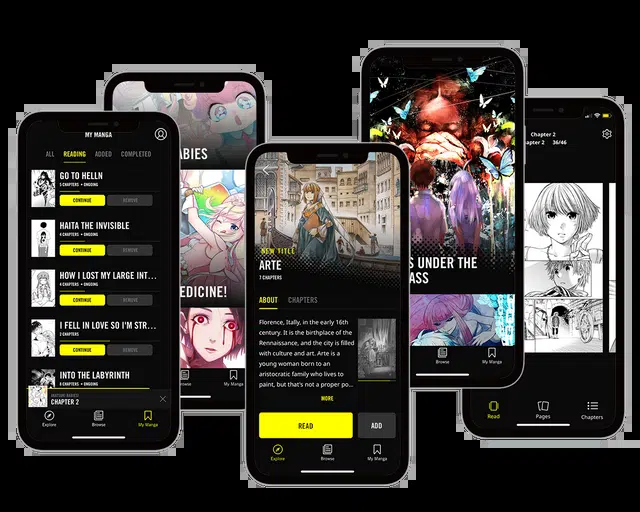 MY MANGA
ALL READING ADDED COMPLETED
GO TO HELLN
5 CHAPTERS • ONGOING
CONTINUE REMOVE
HAITA THE INVISIBLE
4 CHAPTERS • ONGOING
CONTINUE REMOVE
HOW I LOST MY LARGE INT...
4 CHAPTERS • ONGOING
CONTINUE REMOVE
I FELL IN LOVE SO I'M STR...
2 CHAPTERS
CONTINUE REMOVE
INTO THE LABYRINTH
6 CHAPTERS • ONGOING
CHAPTER 2
Explore Browse My Manga
ABIES
EDICINE!
My Manga
NEW TITLE
ARTE
7 CHAPTERS
ABOUT CHAPTERS
Florence, Itally, in the early 16th
century. It is the birthplace of the
Rennaissance, and the city is filled
with culture and art. Arte is a
young woman born to an
aristocratic family who lives to
paint, but that's not a proper po...
MORE
READ ADD
Explore Browse My Manga
S UNDER THE
ASS
Browse My Manga
Chapter 2
apter 2 36/46
Read Pages Chapters